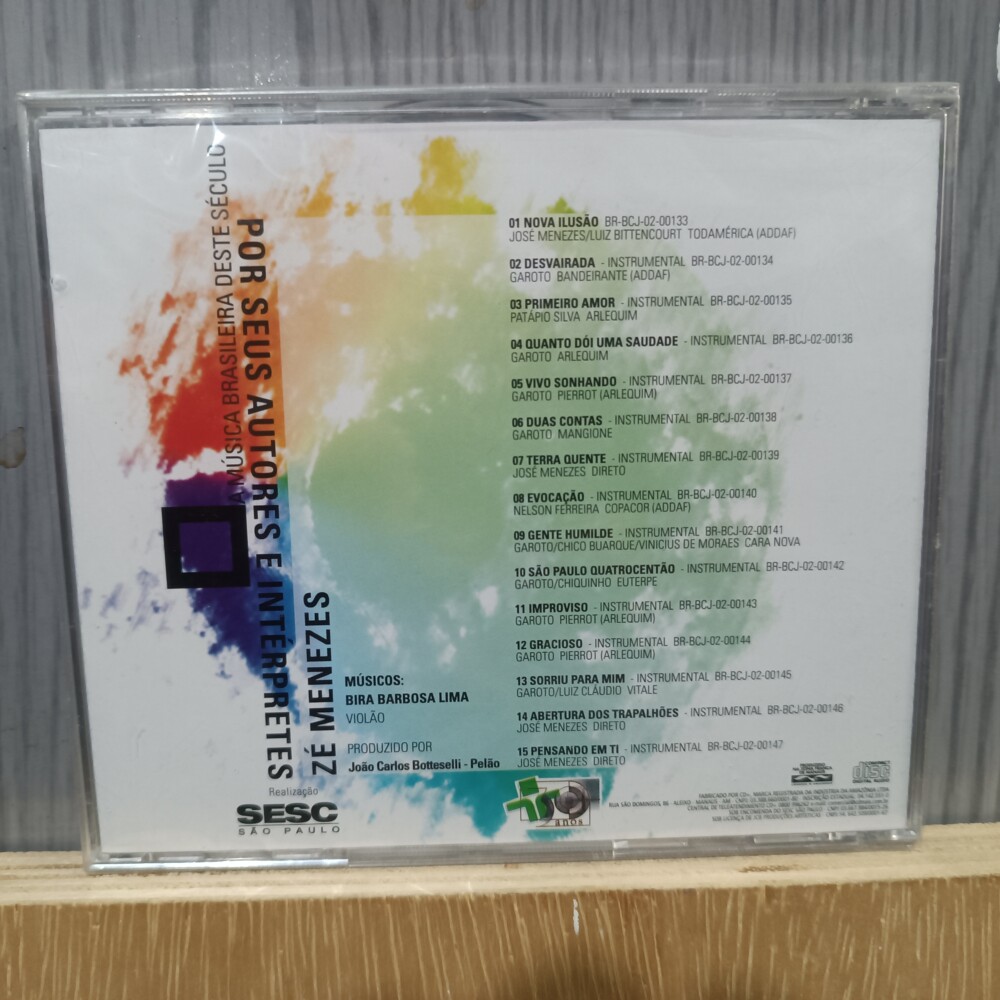 A MÚSICA BRASILEIRA DESTE SÉCULO
POR SEUS AUTORES E INTÉRPRETES
ZÉ MENEZES
01 NOVA ILUSÃO BR-BCJ-02-00133
JOSÉ MENEZES/LUIZ BITTENCOURT TODAMÉRICA (ADDAF)
02 DESVAIRADA - INSTRUMENTAL BR-BCJ-02-00134
GAROTO BANDEIRANTE (ADDAF)
03 PRIMEIRO AMOR - INSTRUMENTAL BR-BCJ-02-00135
PATÁPIO SILVA ARLEQUIM
04 QUANTO DÓI UMA SAUDADE - INSTRUMENTAL BR-BCJ-02-00136
GAROTO ARLEQUIM
05 VIVO SONHANDO - INSTRUMENTAL BR-BCJ-02-00137
GAROTO PIERROT (ARLEQUIM)
06 DUAS CONTAS - INSTRUMENTAL BR-BCJ-02-00138
GAROTO MANGIONE
07 TERRA QUENTE - INSTRUMENTAL BR-BCJ-02-00139
JOSÉ MENEZES DIRETO
08 EVOCAÇÃO - INSTRUMENTAL BR-BCJ-02-00140
NELSON FERREIRA COPACOR (ADDAF)
09 GENTE HUMILDE - INSTRUMENTAL BR-BCJ-02-00141
GAROTO/CHICO BUARQUE/VINICIUS DE MORAES CARA NOVA
10 SÃO PAULO QUATROCENTÃO - INSTRUMENTAL BR-BCJ-02-00142
GAROTO/CHIQUINHO EUTERPE
11 IMPROVISO - INSTRUMENTAL BR-BCJ-02-00143
GAROTO PIERROT (ARLEQUIM)
12 GRACIOSO - INSTRUMENTAL BR-BCJ-02-00144
GAROTO PIERROT (ARLEQUIM)
13 SORRIU PARA MIM - INSTRUMENTAL BR-BCJ-02-00145
GAROTO/LUIZ CLÁUDIO VITALE
14 ABERTURA DOS TRAPALHÕES - INSTRUMENTAL BR-BCJ-02-00146
JOSÉ MENEZES DIRETO
15 PENSANDO EM TI - INSTRUMENTAL BR-BCJ-02-00147
JOSÉ MENEZES DIRETO
MÚSICOS:
BIRA BARBOSA LIMA
VIOLÃO
PRODUZIDO POR
João Carlos Botteselli - Pelão
Realização
SESC
SÃO PAULO
anos
disc